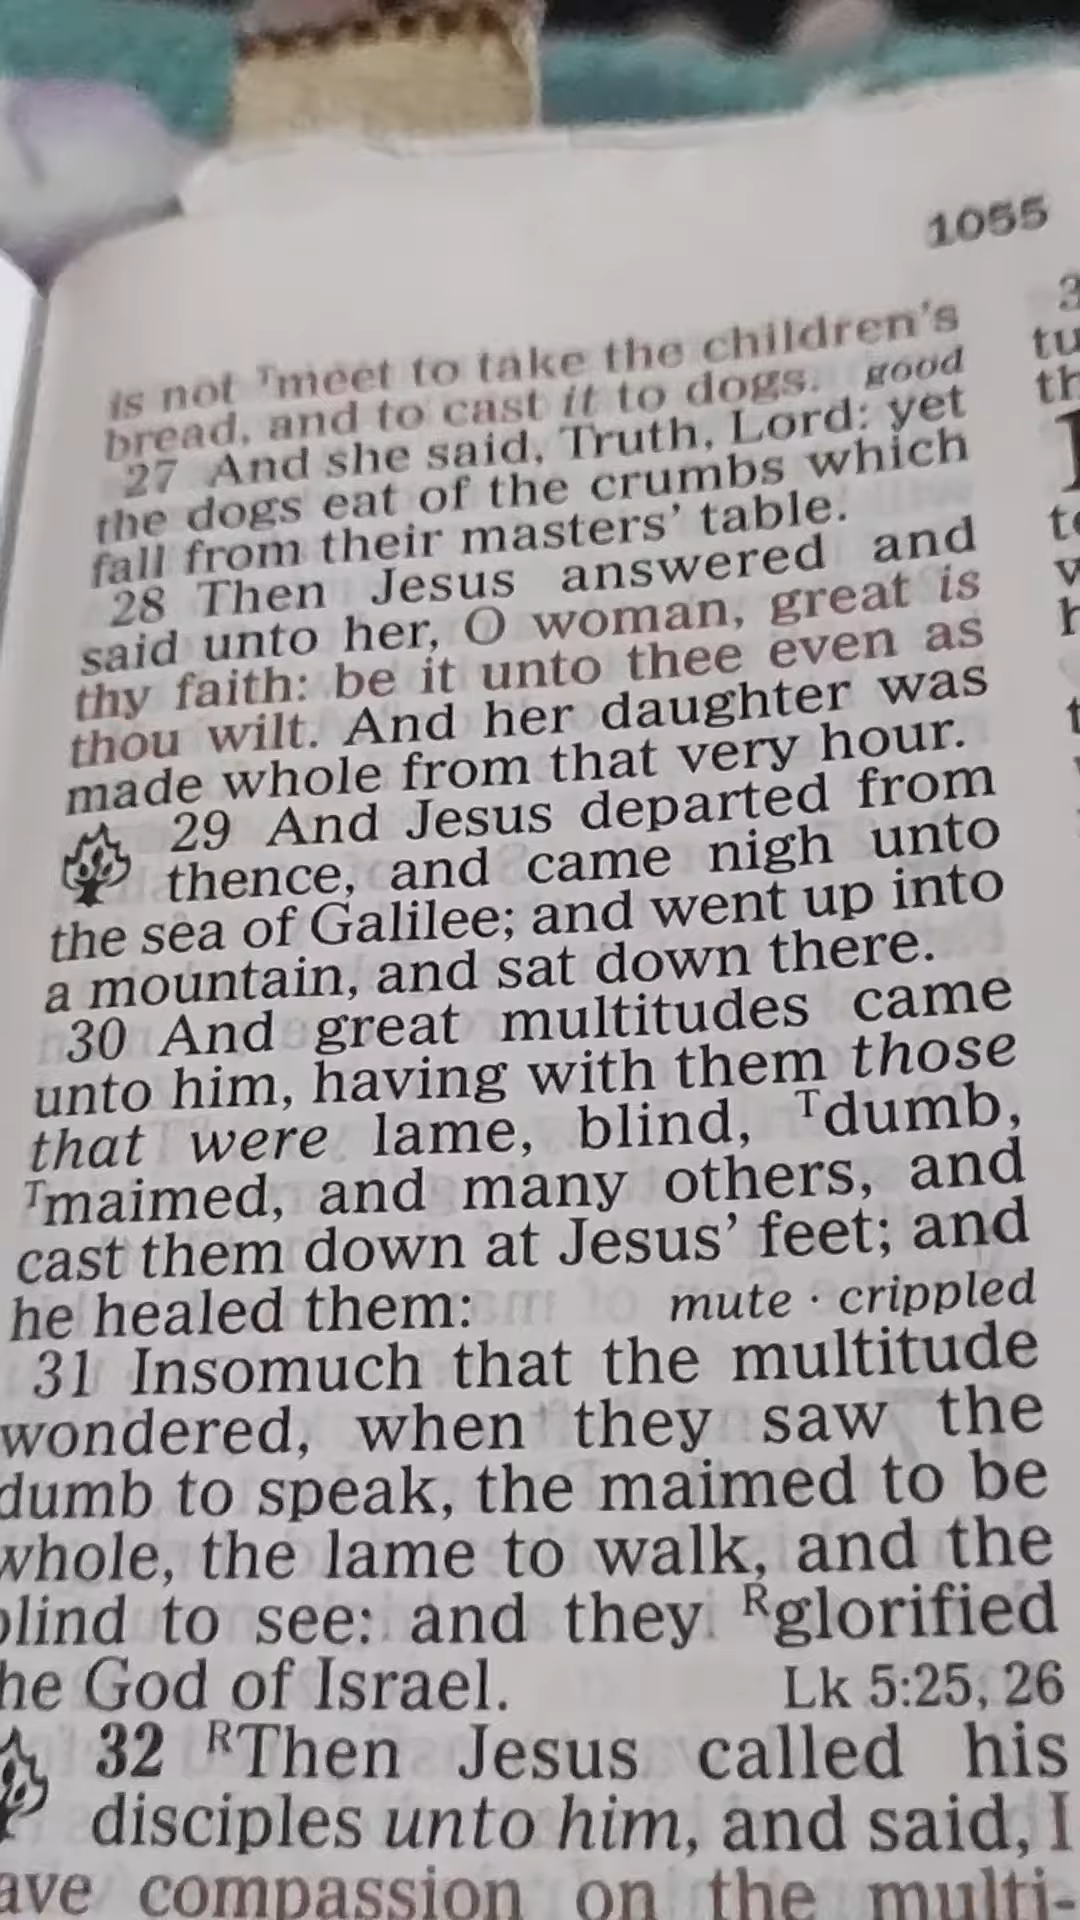 1055
is not ᵀmeet to take the children's
bread, and to cast it to dogs. good
27 And she said, Truth, Lord: yet
the dogs eat of the crumbs which
fall from their masters' table.
28 Then Jesus answered and
said unto her, O woman, great is
thy faith: be it unto thee even as
thou wilt. And her daughter was
made whole from that very hour.
29 And Jesus departed from
thence, and came nigh unto
the sea of Galilee; and went up into
a mountain, and sat down there.
30 And great multitudes came
unto him, having with them those
that were lame, blind, ᵀdumb,
ᵀmaimed, and many others, and
cast them down at Jesus' feet; and
he healed them: mute · crippled
31 Insomuch that the multitude
wondered, when they saw the
dumb to speak, the maimed to be
whole, the lame to walk, and the
blind to see: and they ᴿglorified
he God of Israel. Lk 5:25, 26
32 ᴿThen Jesus called his
disciples unto him, and said, I
ave compassion on the multi-